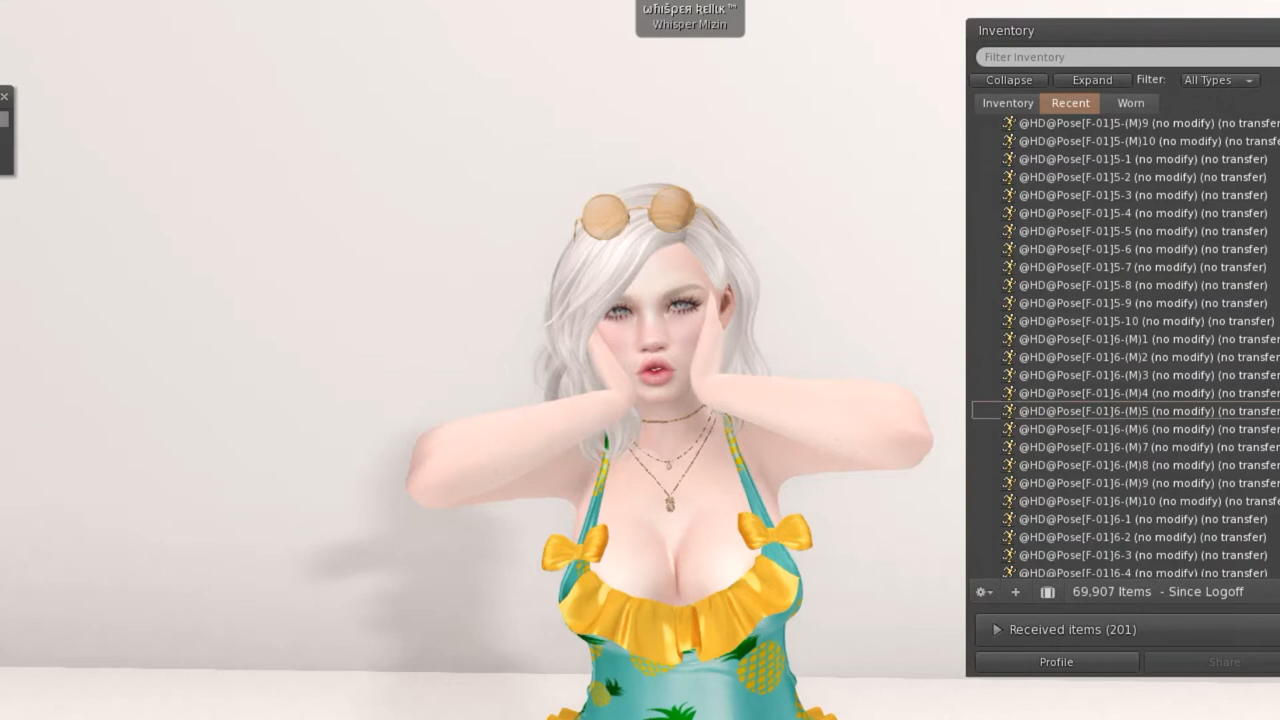 ωħišρεя ʀεllικ™
Whisper Mizin
Inventory
Filter Inventory
Collapse Expand Filter: All Types
Inventory Recent Worn
@HD@Pose[F-01]5-(M)9 (no modify) (no transfer
@HD@Pose[F-01]5-(M)10 (no modify) (no transfe
@HD@Pose[F-01]5-1 (no modify) (no transfer)
@HD@Pose[F-01]5-2 (no modify) (no transfer)
@HD@Pose[F-01]5-3 (no modify) (no transfer)
@HD@Pose[F-01]5-4 (no modify) (no transfer)
@HD@Pose[F-01]5-5 (no modify) (no transfer)
@HD@Pose[F-01]5-6 (no modify) (no transfer)
@HD@Pose[F-01]5-7 (no modify) (no transfer)
@HD@Pose[F-01]5-8 (no modify) (no transfer)
@HD@Pose[F-01]5-9 (no modify) (no transfer)
@HD@Pose[F-01]5-10 (no modify) (no transfer)
@HD@Pose[F-01]6-(M)1 (no modify) (no transfer
@HD@Pose[F-01]6-(M)2 (no modify) (no transfer
@HD@Pose[F-01]6-(M)3 (no modify) (no transfer
@HD@Pose[F-01]6-(M)4 (no modify) (no transfer
@HD@Pose[F-01]6-(M)5 (no modify) (no transfer
@HD@Pose[F-01]6-(M)6 (no modify) (no transfer
@HD@Pose[F-01]6-(M)7 (no modify) (no transfer
@HD@Pose[F-01]6-(M)8 (no modify) (no transfer
@HD@Pose[F-01]6-(M)9 (no modify) (no transfer
@HD@Pose[F-01]6-(M)10 (no modify) (no transfe
@HD@Pose[F-01]6-1 (no modify) (no transfer)
@HD@Pose[F-01]6-2 (no modify) (no transfer)
@HD@Pose[F-01]6-3 (no modify) (no transfer)
@HD@Pose[F-01]6-4 (no modify) (no transfer)
69,907 Items - Since Logoff
Received items (201)
Profile Share